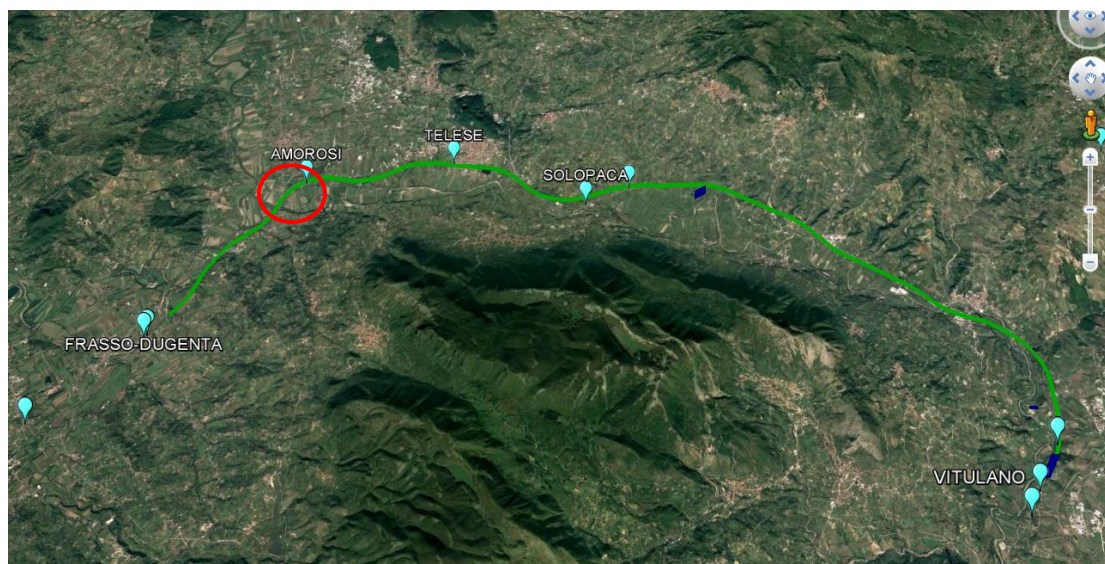 TELESE
AMOROSI
SOLOPACA
FRASSO-DUGENTA
VITULANO